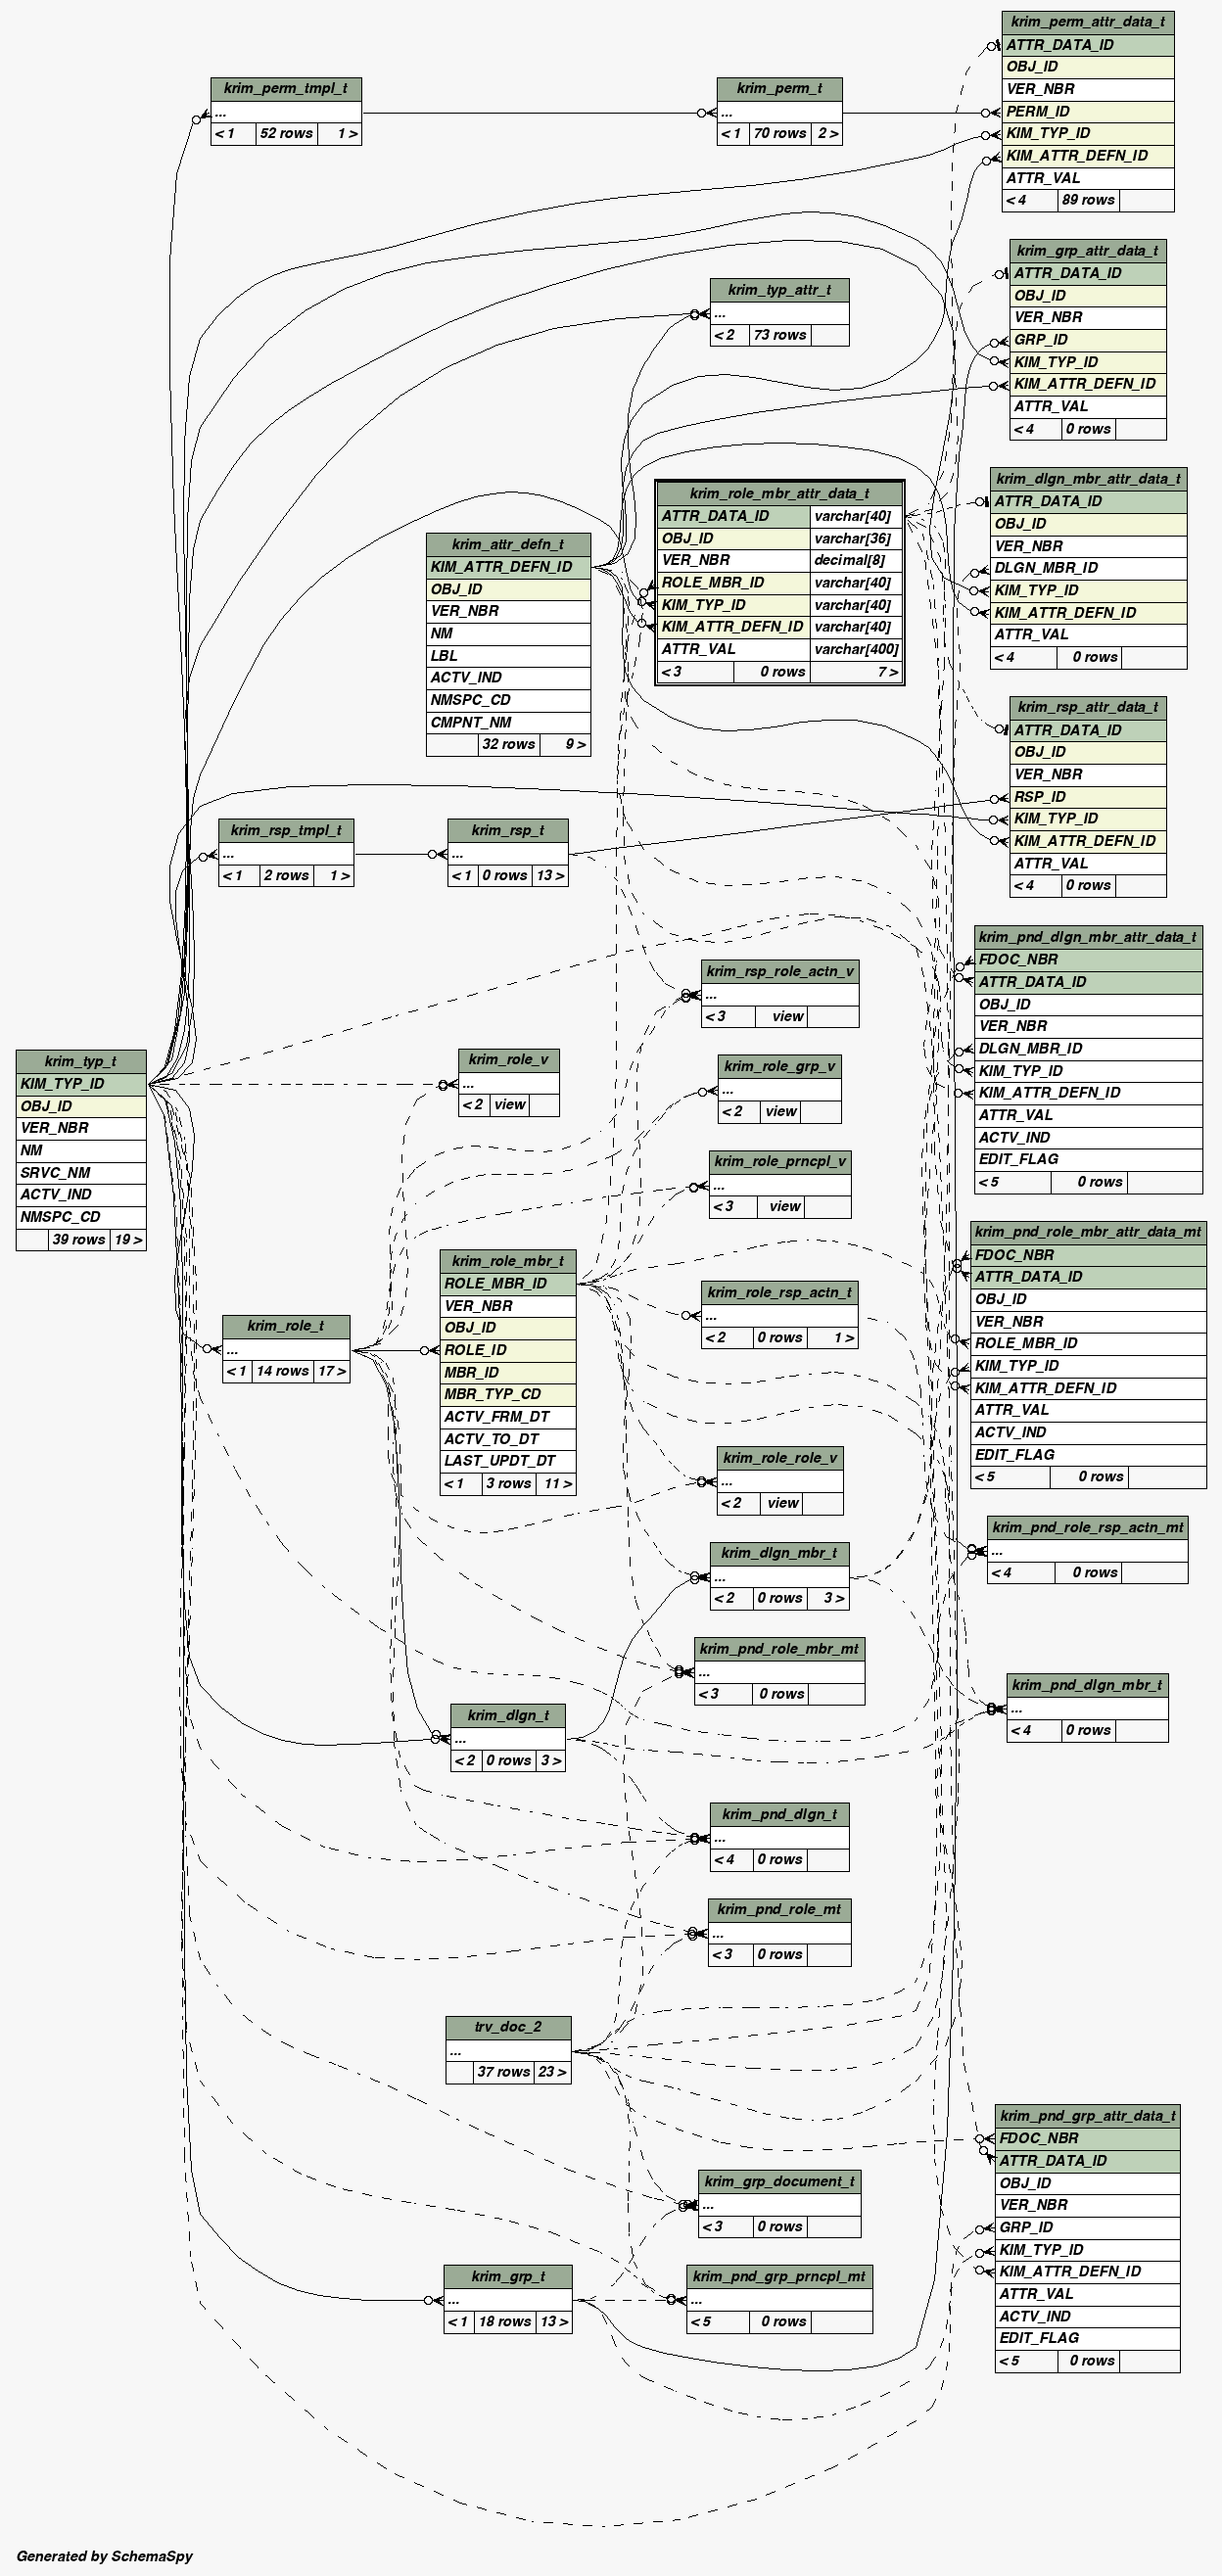 krim_perm_attr_data_t
ATTR_DATA_ID
OBJ_ID
VER_NBR
PERM_ID
KIM_TYP_ID
KIM_ATTR_DEFN_ID
ATTR_VAL
< 4 89 rows
krim_perm_tmpl_t
...
< 1 52 rows 1 >
krim_perm_t
...
< 1 70 rows 2 >
krim_grp_attr_data_t
ATTR_DATA_ID
OBJ_ID
VER_NBR
GRP_ID
KIM_TYP_ID
KIM_ATTR_DEFN_ID
ATTR_VAL
< 4 0 rows
krim_typ_attr_t
...
< 2 73 rows
krim_dlgn_mbr_attr_data_t
ATTR_DATA_ID
OBJ_ID
VER_NBR
DLGN_MBR_ID
KIM_TYP_ID
KIM_ATTR_DEFN_ID
ATTR_VAL
< 4 0 rows
krim_role_mbr_attr_data_t
ATTR_DATA_ID varchar[40]
OBJ_ID varchar[36]
VER_NBR decimal[8]
ROLE_MBR_ID varchar[40]
KIM_TYP_ID varchar[40]
KIM_ATTR_DEFN_ID varchar[40]
ATTR_VAL varchar[400]
< 3 0 rows 7 >
krim_attr_defn_t
KIM_ATTR_DEFN_ID
OBJ_ID
VER_NBR
NM
LBL
ACTV_IND
NMSPC_CD
CMPNT_NM
32 rows 9 >
krim_rsp_attr_data_t
ATTR_DATA_ID
OBJ_ID
VER_NBR
RSP_ID
KIM_TYP_ID
KIM_ATTR_DEFN_ID
ATTR_VAL
< 4 0 rows
krim_rsp_tmpl_t
...
< 1 2 rows 1 >
krim_rsp_t
...
< 1 0 rows 13 >
krim_pnd_dlgn_mbr_attr_data_t
FDOC_NBR
ATTR_DATA_ID
OBJ_ID
VER_NBR
DLGN_MBR_ID
KIM_TYP_ID
KIM_ATTR_DEFN_ID
ATTR_VAL
ACTV_IND
EDIT_FLAG
< 5 0 rows
krim_rsp_role_actn_v
...
< 3 view
krim_typ_t
KIM_TYP_ID
OBJ_ID
VER_NBR
NM
SRVC_NM
ACTV_IND
NMSPC_CD
39 rows 19 >
krim_role_v
...
< 2 view
krim_role_grp_v
...
< 2 view
krim_role_prncpl_v
...
< 3 view
krim_pnd_role_mbr_attr_data_mt
FDOC_NBR
ATTR_DATA_ID
OBJ_ID
VER_NBR
ROLE_MBR_ID
KIM_TYP_ID
KIM_ATTR_DEFN_ID
ATTR_VAL
ACTV_IND
EDIT_FLAG
< 5 0 rows
krim_role_mbr_t
ROLE_MBR_ID
VER_NBR
OBJ_ID
ROLE_ID
MBR_ID
MBR_TYP_CD
ACTV_FRM_DT
ACTV_TO_DT
LAST_UPDT_DT
< 1 3 rows 11 >
krim_role_rsp_actn_t
...
< 2 0 rows 1 >
krim_role_t
...
< 1 14 rows 17 >
krim_role_role_v
...
< 2 view
krim_pnd_role_rsp_actn_mt
...
< 4 0 rows
krim_dlgn_mbr_t
...
< 2 0 rows 3 >
krim_pnd_role_mbr_mt
...
< 3 0 rows
krim_pnd_dlgn_mbr_t
...
< 4 0 rows
krim_dlgn_t
...
< 2 0 rows 3 >
krim_pnd_dlgn_t
...
< 4 0 rows
krim_pnd_role_mt
...
< 3 0 rows
trv_doc_2
...
37 rows 23 >
krim_pnd_grp_attr_data_t
FDOC_NBR
ATTR_DATA_ID
OBJ_ID
VER_NBR
GRP_ID
KIM_TYP_ID
KIM_ATTR_DEFN_ID
ATTR_VAL
ACTV_IND
EDIT_FLAG
< 5 0 rows
krim_grp_document_t
...
< 3 0 rows
krim_grp_t
...
< 1 18 rows 13 >
krim_pnd_grp_prncpl_mt
...
< 5 0 rows
Generated by SchemaSpy